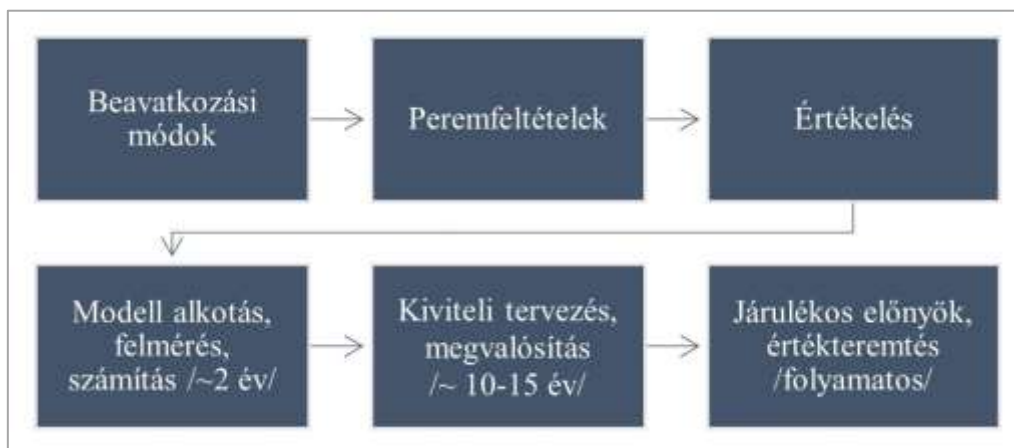 Beavatkozási
módok
Peremfeltételek
Értékelés
Modell alkotás,
felmérés,
számítás /~2 év/
Kiviteli tervezés,
megvalósítás
/~ 10-15 év/
Járulékos előnyök,
értékteremtés
/folyamatos/